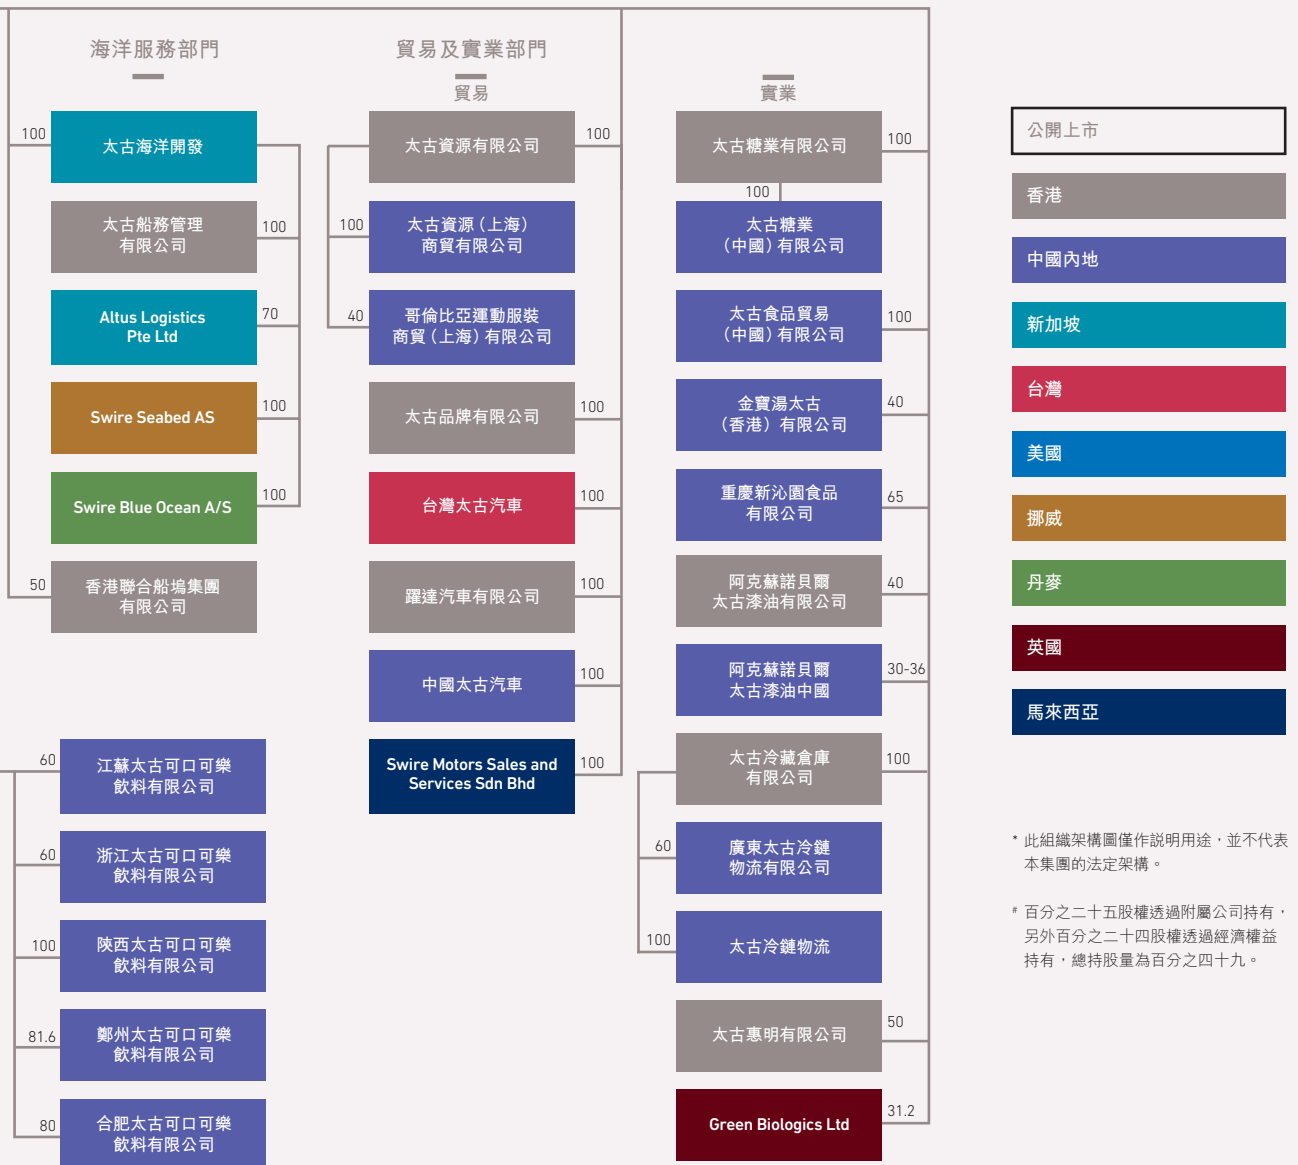 海洋服務部門
100
太古海洋開發
太古船務管理
有限公司
100
Altus Logistics
Pte Ltd
70
Swire Seabed AS
100
Swire Blue Ocean A/S
100
50
香港聯合船塢集團
有限公司
60
江蘇太古可口可樂
飲料有限公司
60
浙江太古可口可樂
飲料有限公司
100
陝西太古可口可樂
飲料有限公司
81.6
鄭州太古可口可樂
飲料有限公司
80
合肥太古可口可樂
飲料有限公司
貿易及實業部門
貿易
太古資源有限公司
100
100
太古資源（上海）
商貿有限公司
40
哥倫比亞運動服裝
商貿（上海）有限公司
太古品牌有限公司
100
台灣太古汽車
100
躍達汽車有限公司
100
中國太古汽車
100
Swire Motors Sales and
Services Sdn Bhd
100
實業
太古糖業有限公司
100
100
太古糖業
（中國）有限公司
太古食品貿易
（中國）有限公司
100
金寶湯太古
（香港）有限公司
40
重慶新沁園食品
有限公司
65
阿克蘇諾貝爾
太古漆油有限公司
40
阿克蘇諾貝爾
太古漆油中國
30-36
太古冷藏倉庫
有限公司
100
60
廣東太古冷鏈
物流有限公司
100
太古冷鏈物流
太古惠明有限公司
50
Green Biologics Ltd
31.2
公開上市
香港
中國內地
新加坡
台灣
美國
挪威
丹麥
英國
馬來西亞
* 此組織架構圖僅作説明用途，並不代表
本集團的法定架構。
# 百分之二十五股權透過附屬公司持有，
另外百分之二十四股權透過經濟權益
持有，總持股量為百分之四十九。